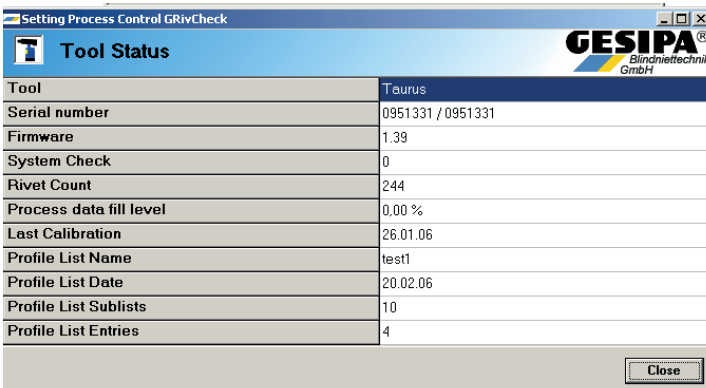 Setting Process Control GRivCheck
Tool Status
GESIPA®
Blindniettechnik
GmbH
Tool Taurus
Serial number 0951331 / 0951331
Firmware 1.39
System Check 0
Rivet Count 244
Process data fill level 0,00 %
Last Calibration 26.01.06
Profile List Name test1
Profile List Date 20.02.06
Profile List Sublists 10
Profile List Entries 4
Close